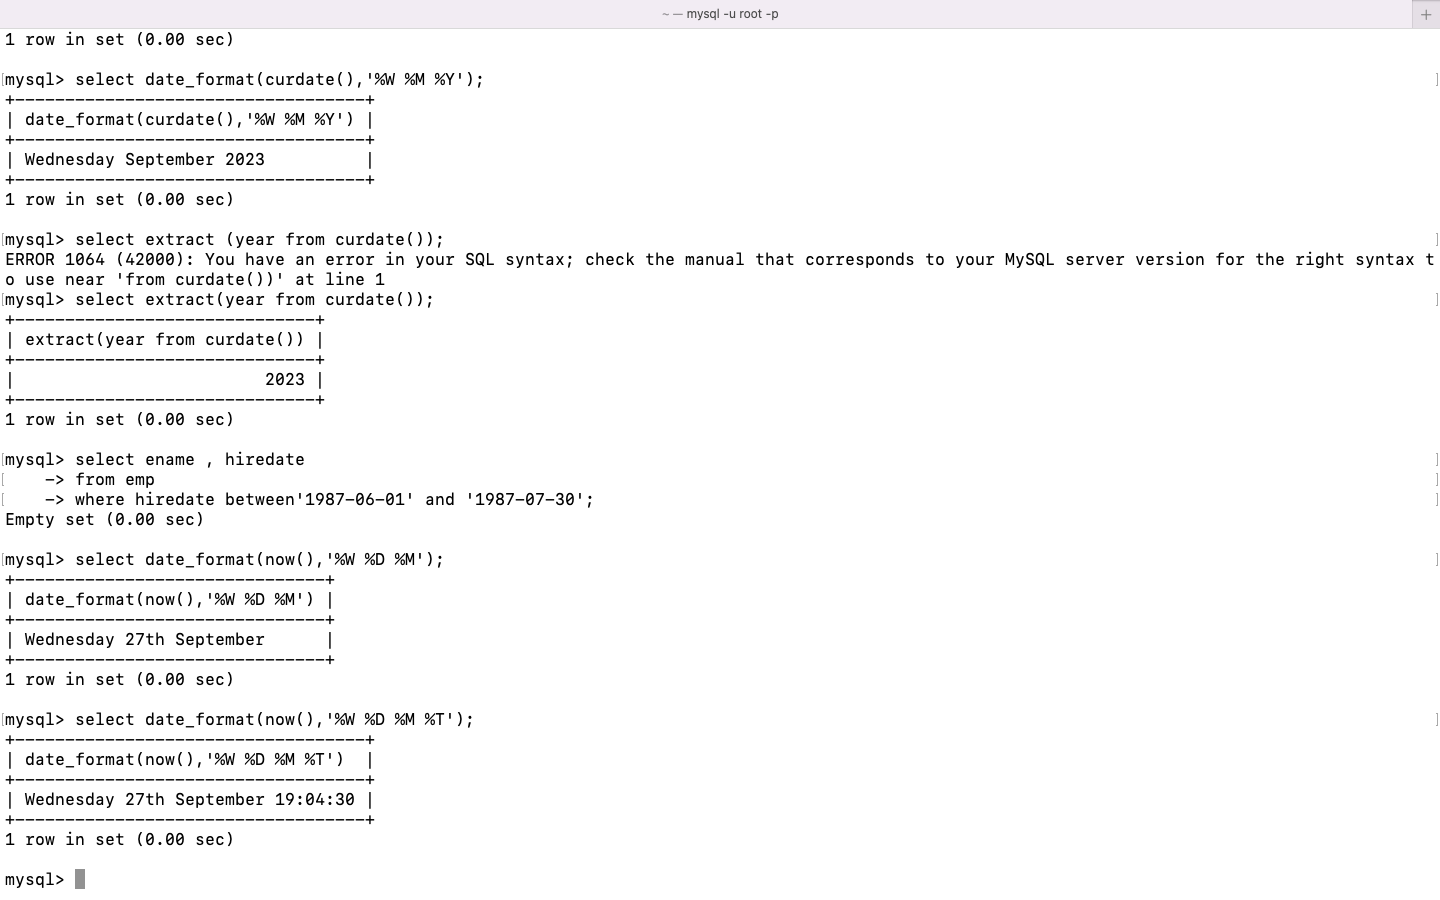 ~ — mysql -u root -p
+
1 row in set (0.00 sec)
[mysql> select date_format(curdate(),'%W %M %Y'); ]
+----------------------------------+
| date_format(curdate(),'%W %M %Y') |
+----------------------------------+
| Wednesday September 2023          |
+----------------------------------+
1 row in set (0.00 sec)
[mysql> select extract (year from curdate()); ]
ERROR 1064 (42000): You have an error in your SQL syntax; check the manual that corresponds to your MySQL server version for the right syntax t
o use near 'from curdate())' at line 1
[mysql> select extract(year from curdate()); ]
+------------------------------+
| extract(year from curdate()) |
+------------------------------+
|                         2023 |
+------------------------------+
1 row in set (0.00 sec)
[mysql> select ename , hiredate ]
[    -> from emp ]
[    -> where hiredate between'1987-06-01' and '1987-07-30'; ]
Empty set (0.00 sec)
[mysql> select date_format(now(),'%W %D %M'); ]
+-------------------------------+
| date_format(now(),'%W %D %M') |
+-------------------------------+
| Wednesday 27th September      |
+-------------------------------+
1 row in set (0.00 sec)
[mysql> select date_format(now(),'%W %D %M %T'); ]
+-----------------------------------+
| date_format(now(),'%W %D %M %T')  |
+-----------------------------------+
| Wednesday 27th September 19:04:30 |
+-----------------------------------+
1 row in set (0.00 sec)
mysql>